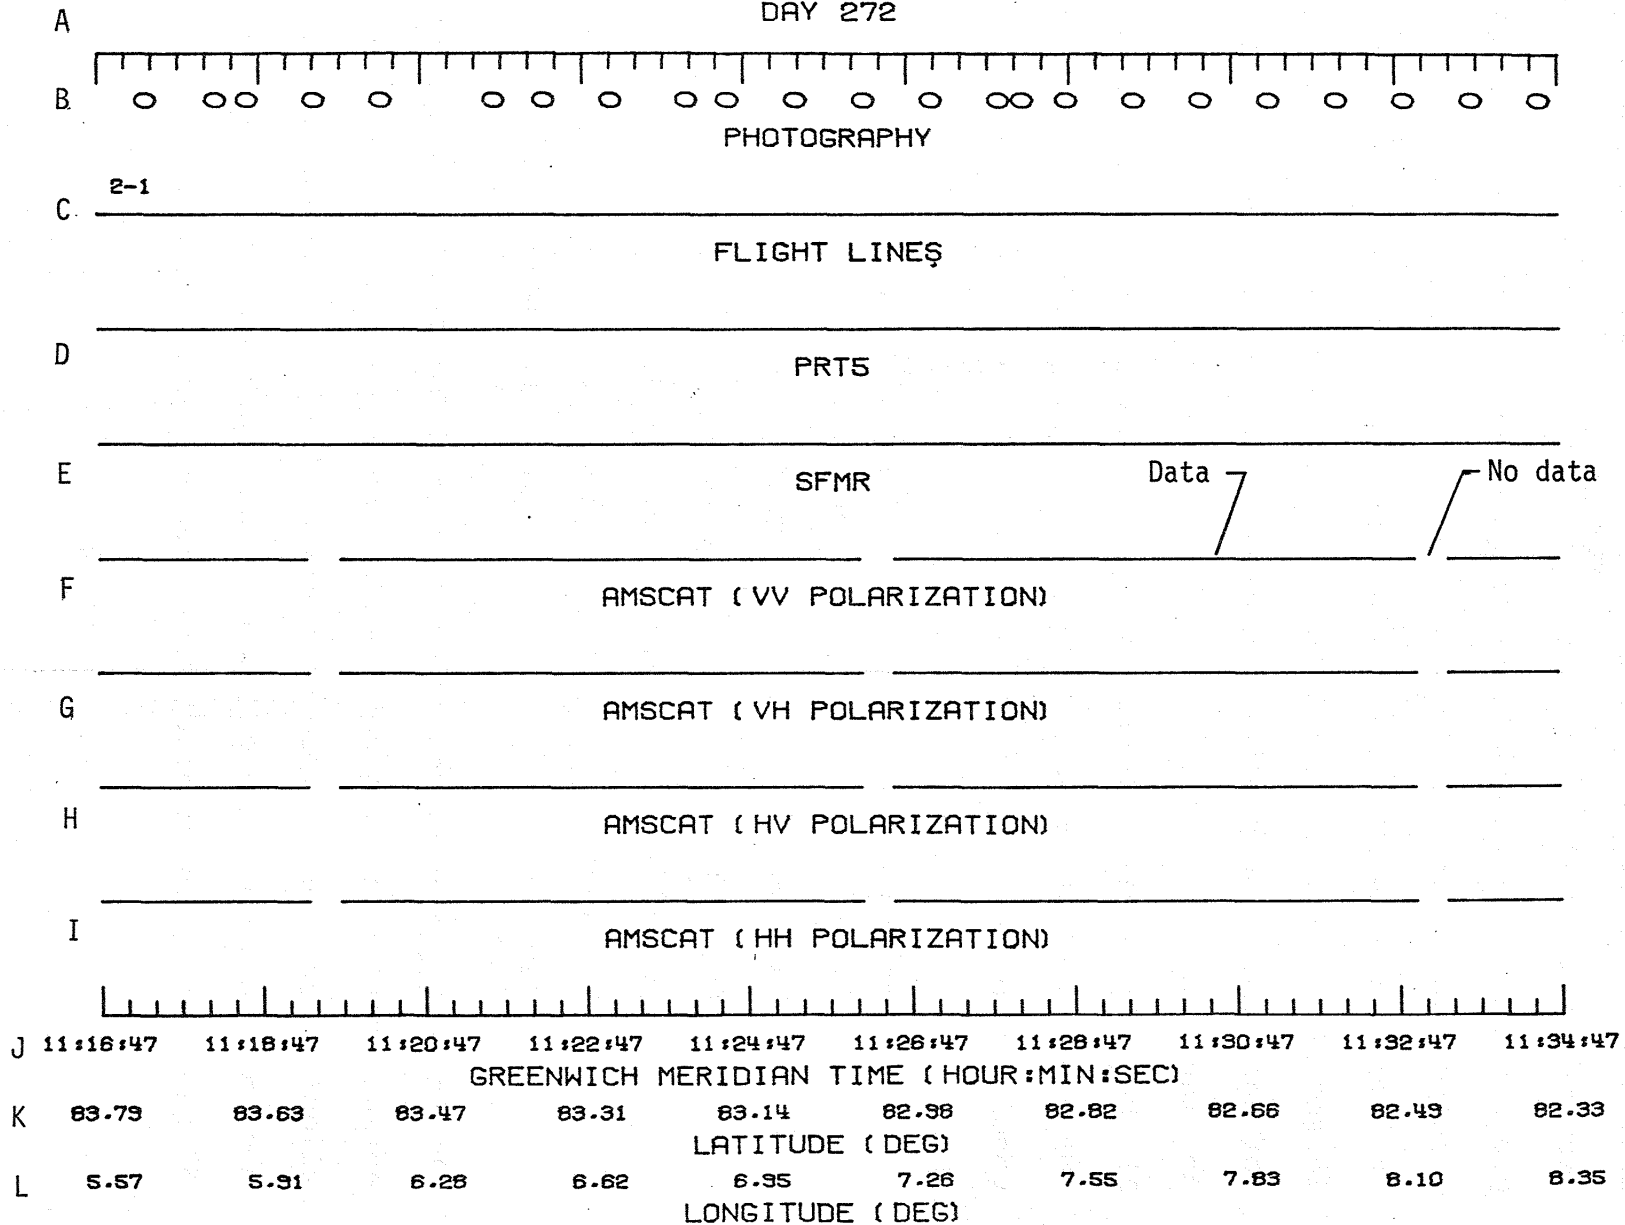 A
DAY 272
B
PHOTOGRAPHY
2-1
C
FLIGHT LINES
D
PRT5
E
SFMR
Data
No data
F
AMSCAT (VV POLARIZATION)
G
AMSCAT (VH POLARIZATION)
H
AMSCAT (HV POLARIZATION)
I
AMSCAT (HH POLARIZATION)
J 11:16:47 11:18:47 11:20:47 11:22:47 11:24:47 11:26:47 11:28:47 11:30:47 11:32:47 11:34:47
GREENWICH MERIDIAN TIME (HOUR:MIN:SEC)
K 83.79 83.63 83.47 83.31 83.14 82.98 82.82 82.66 82.49 82.33
LATITUDE (DEG)
L 5.57 5.91 6.28 6.62 6.95 7.26 7.55 7.83 8.10 8.35
LONGITUDE (DEG)